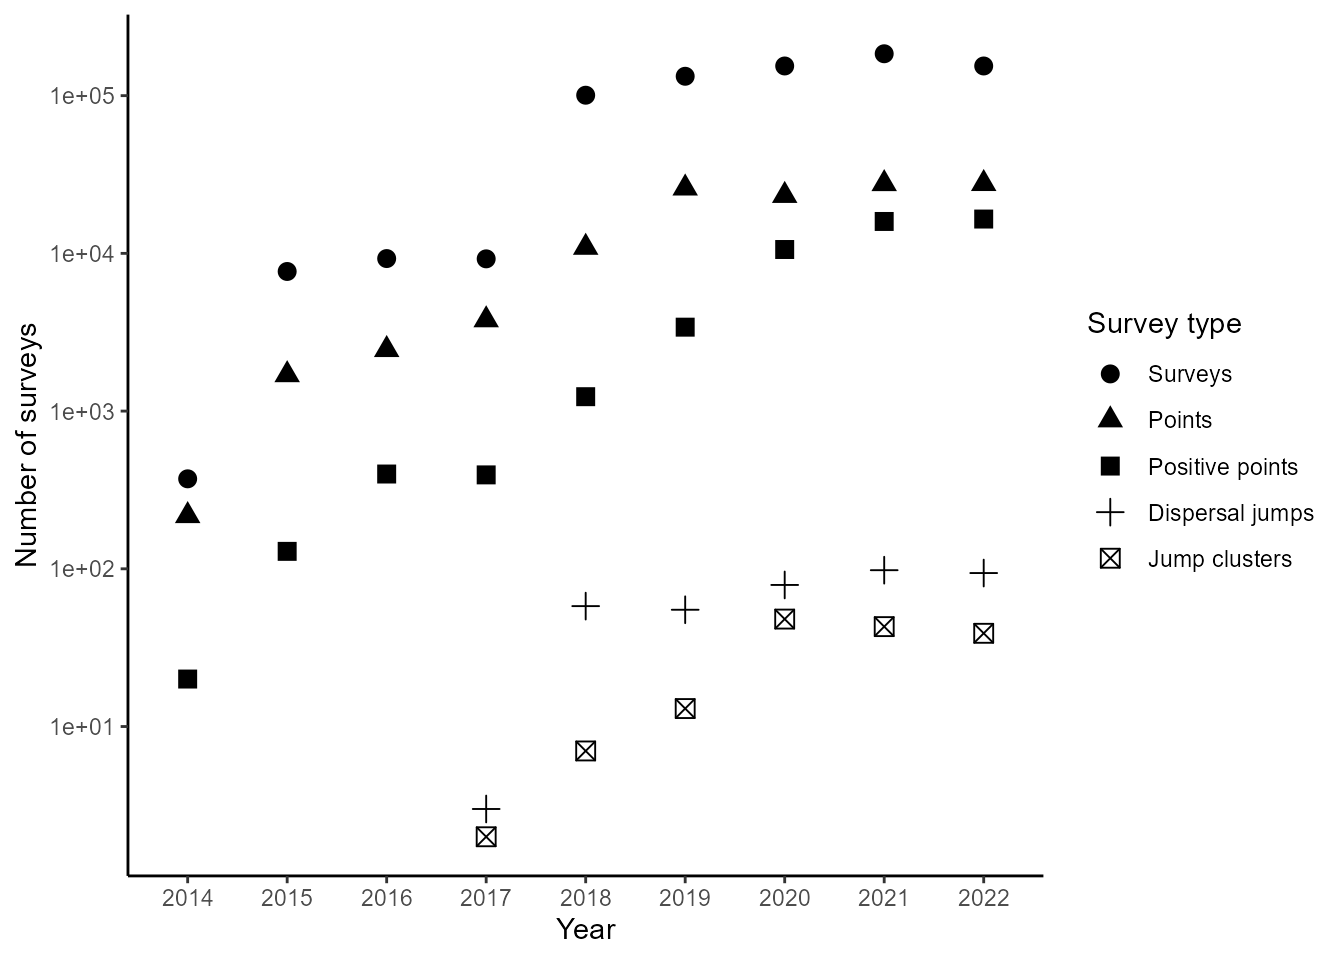 Number of surveys
1e+05
1e+04
1e+03
1e+02
1e+01
2014 2015 2016 2017 2018 2019 2020 2021 2022
Year
Survey type
Surveys
Points
Positive points
Dispersal jumps
Jump clusters